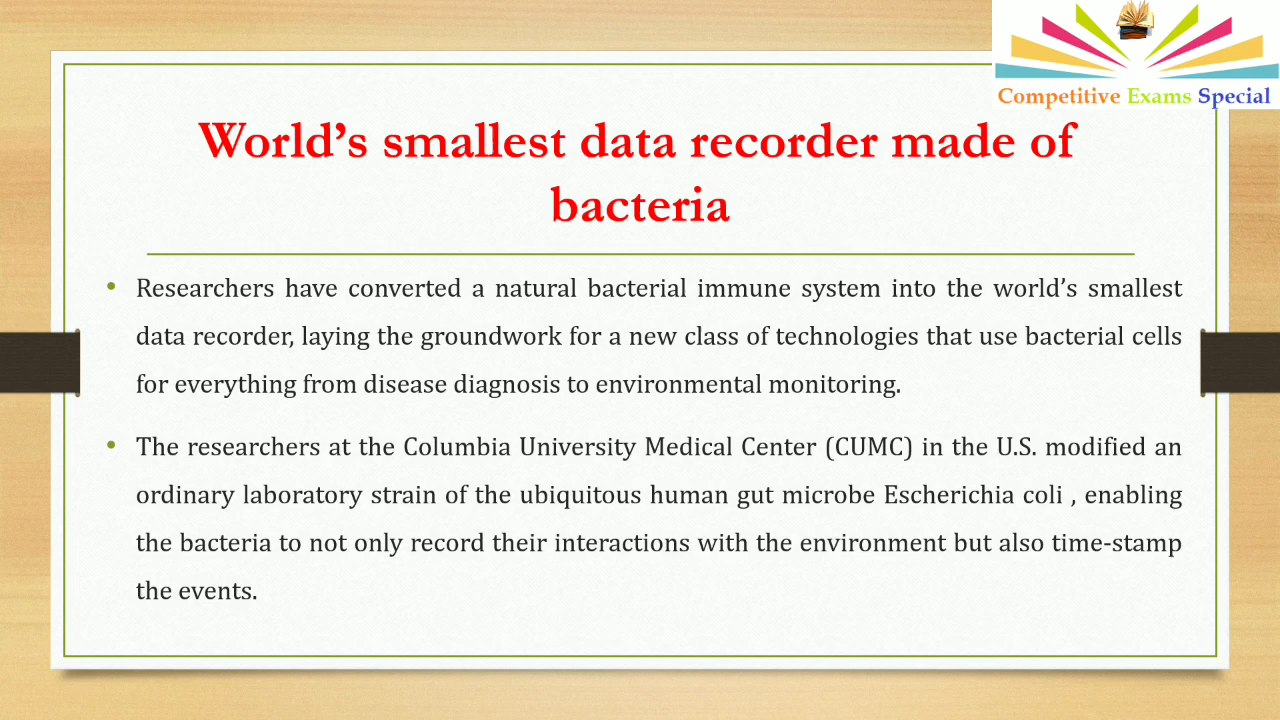 Competitive Exams Special
World’s smallest data recorder made of
bacteria
• Researchers have converted a natural bacterial immune system into the world’s smallest
data recorder, laying the groundwork for a new class of technologies that use bacterial cells
for everything from disease diagnosis to environmental monitoring.
• The researchers at the Columbia University Medical Center (CUMC) in the U.S. modified an
ordinary laboratory strain of the ubiquitous human gut microbe Escherichia coli , enabling
the bacteria to not only record their interactions with the environment but also time-stamp
the events.